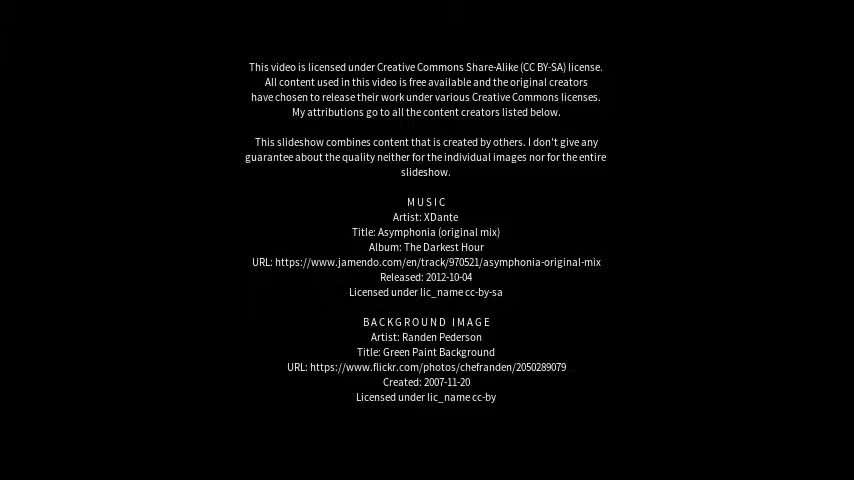 This video is licensed under Creative Commons Share-Alike (CC BY-SA) license.
All content used in this video is free available and the original creators
have chosen to release their work under various Creative Commons licenses.
My attributions go to all the content creators listed below.
This slideshow combines content that is created by others. I don't give any
guarantee about the quality neither for the individual images nor for the entire
slideshow.
MUSIC
Artist: XDante
Title: Asymphonia (original mix)
Album: The Darkest Hour
URL: https://www.jamendo.com/en/track/970521/asymphonia-original-mix
Released: 2012-10-04
Licensed under lic_name cc-by-sa
BACKGROUND IMAGE
Artist: Randen Pederson
Title: Green Paint Background
URL: https://www.flickr.com/photos/chefranden/2050289079
Created: 2007-11-20
Licensed under lic_name cc-by